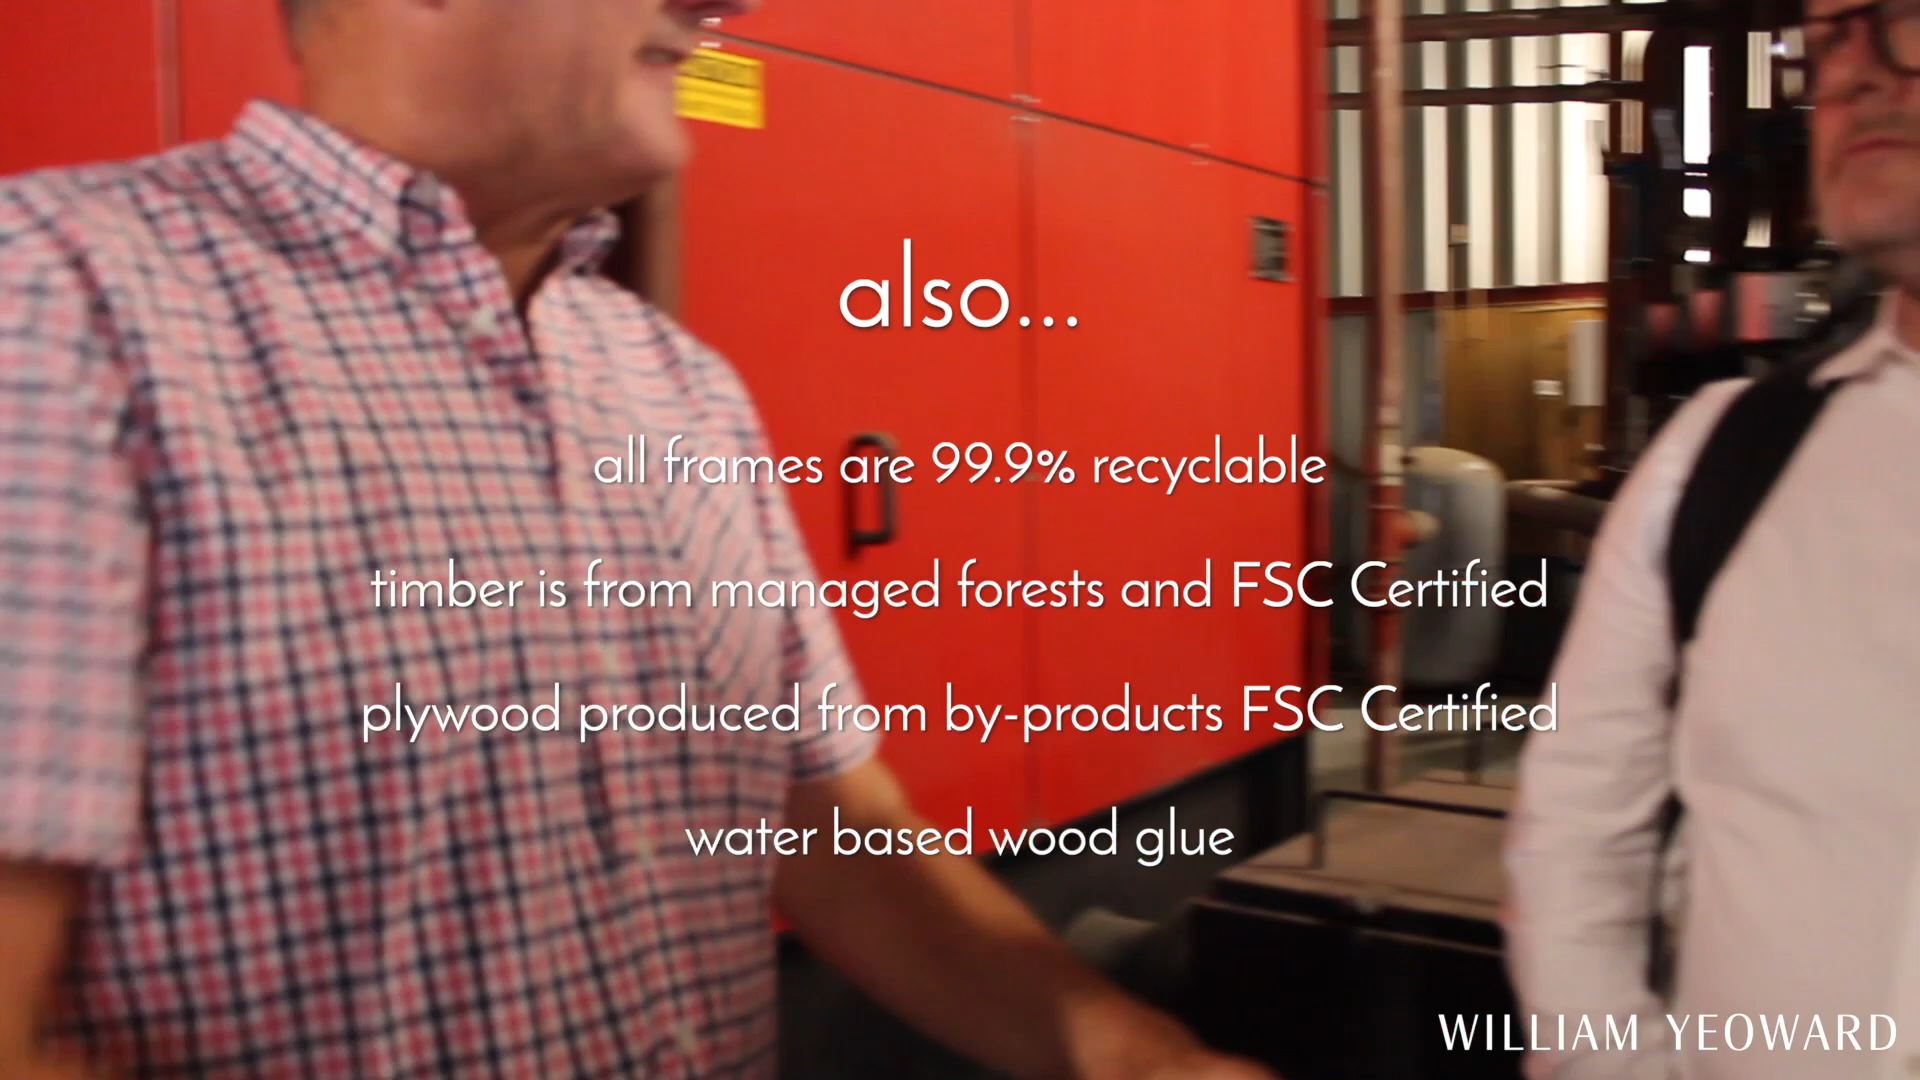 also...
all frames are 99.9% recyclable
timber is from managed forests and FSC Certified
plywood produced from by-products FSC Certified
water based wood glue
WILLIAM YEOWARD